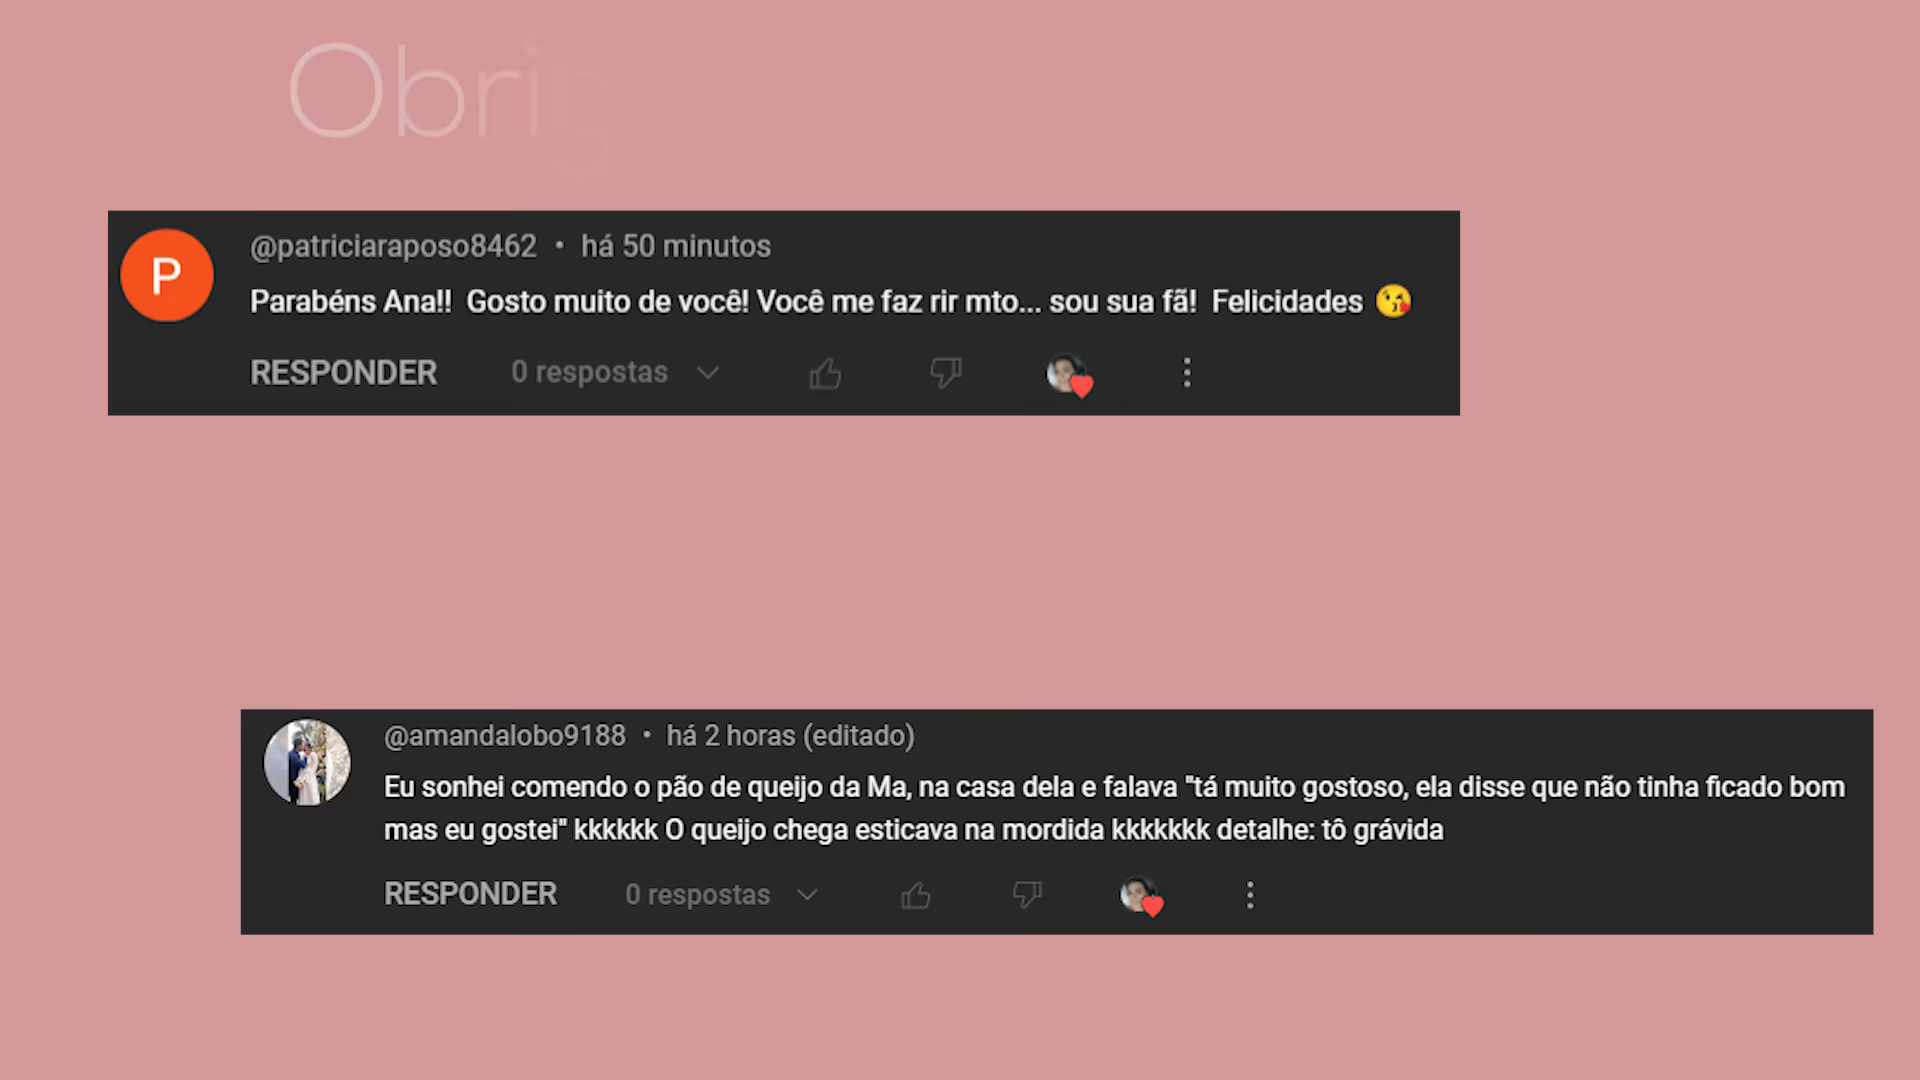 Obrig
@patriciaraposo8462 • há 50 minutos
P
Parabéns Ana!! Gosto muito de você! Você me faz rir mto... sou sua fã! Felicidades 😘
RESPONDER 0 respostas
@amandalobo9188 • há 2 horas (editado)
Eu sonhei comendo o pão de queijo da Ma, na casa dela e falava "tá muito gostoso, ela disse que não tinha ficado bom
mas eu gostei" kkkkkk O queijo chega esticava na mordida kkkkkkk detalhe: tô grávida
RESPONDER 0 respostas